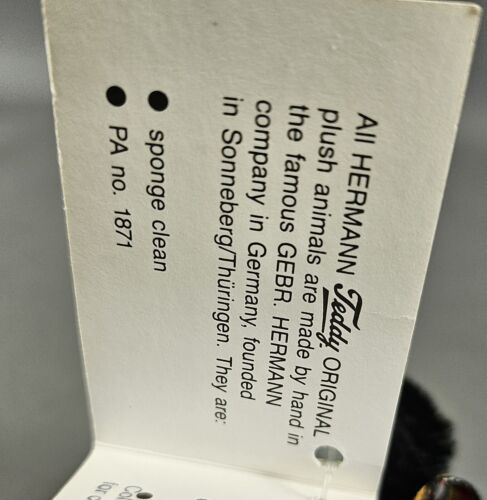 All HERMANN Teddy ORIGINAL
plush animals are made by hand in
the famous GEBR. HERMANN
company in Germany, founded
in Sonneberg/Thüringen. They are:
● sponge clean
● PA no. 1871